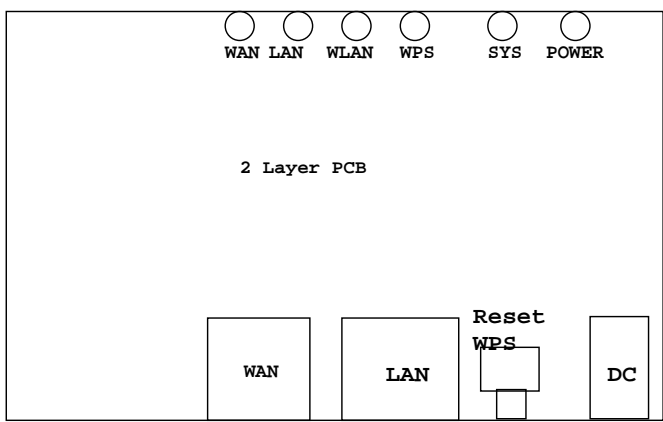 WAN LAN WLAN WPS SYS POWER
2 Layer PCB
Reset
WPS
WAN LAN DC